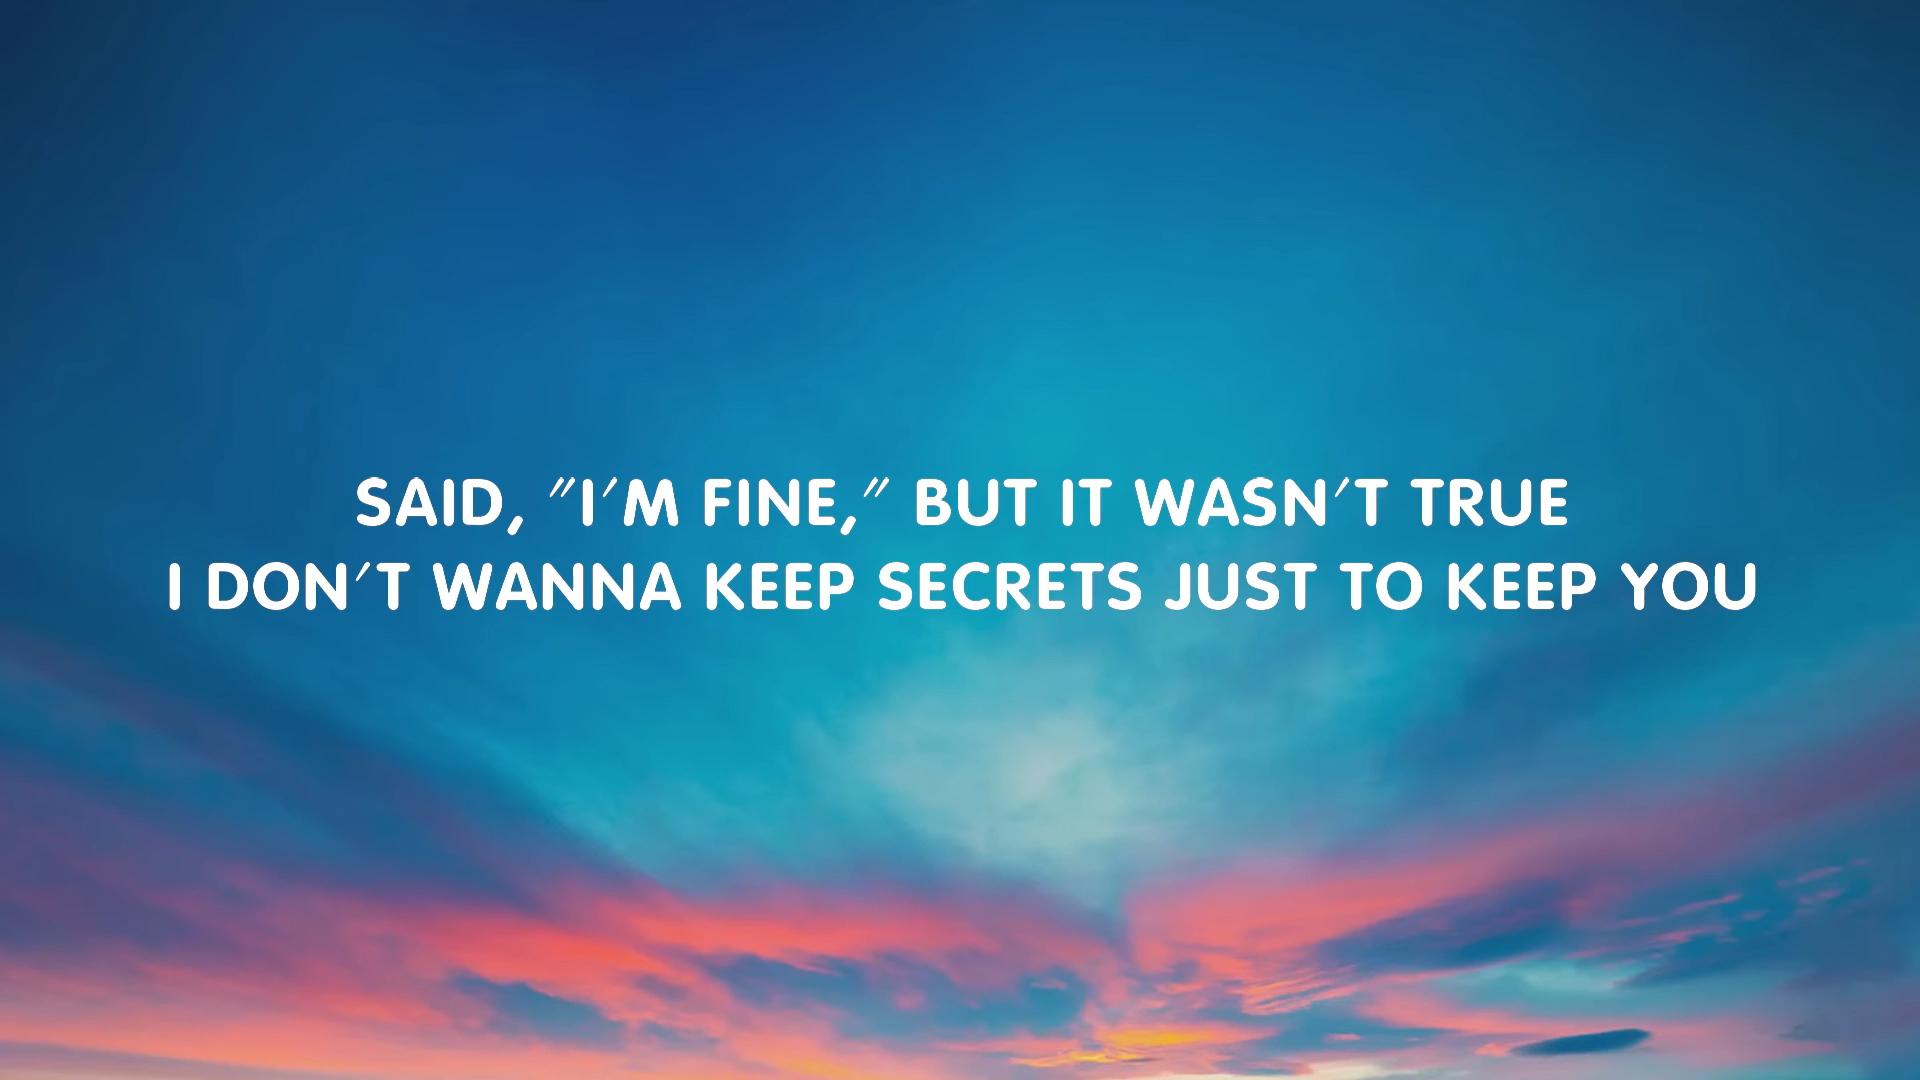 SAID, "I'M FINE," BUT IT WASN'T TRUE
I DON'T WANNA KEEP SECRETS JUST TO KEEP YOU